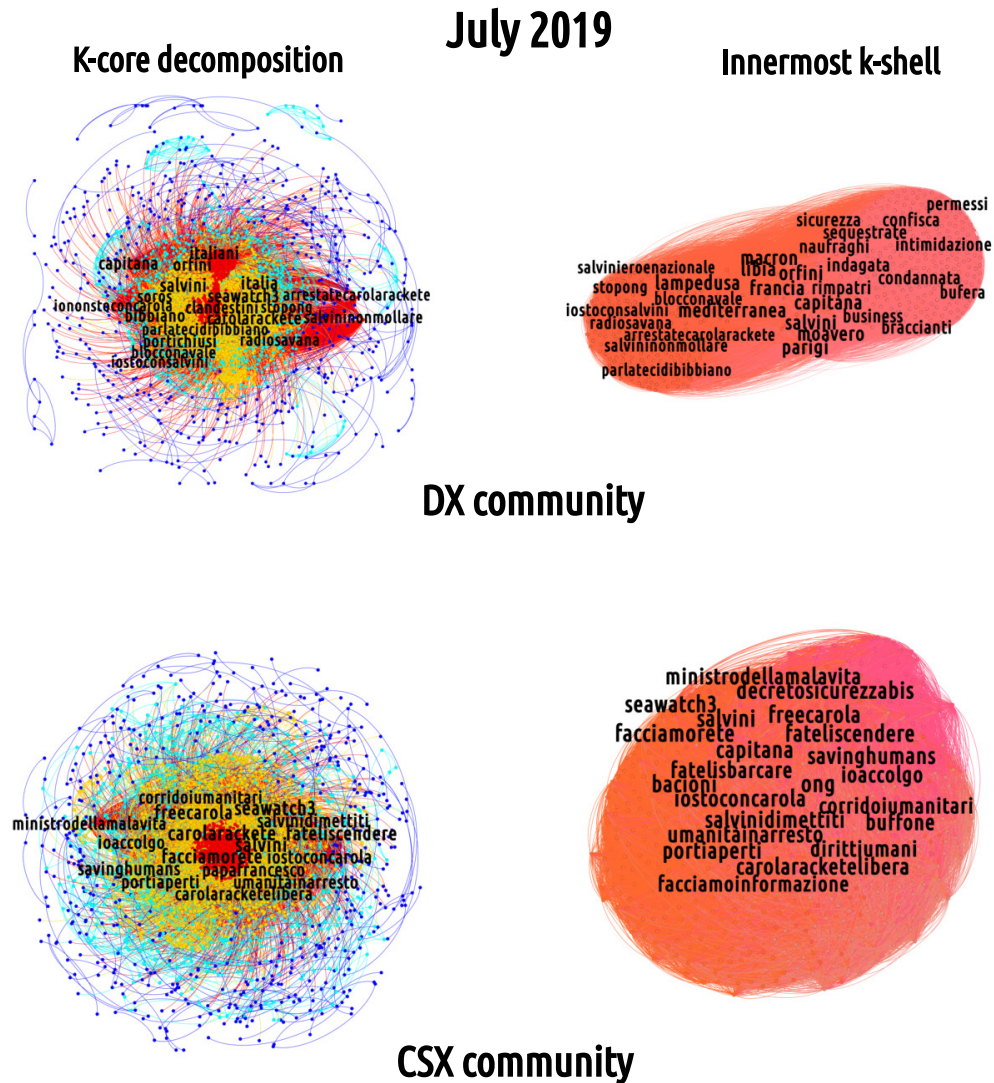 July 2019
K-core decomposition
Innermost k-shell
italiani
capitana
orfini
salvini
italia
soros
seawatch3
arrestatecarolarackete
iononstoconcarola
clandestini
stopong
bibbiano
carolarackete
salvininonmollare
parlatecidibibbiano
portichiusi
radiosavana
blocconavale
iostoconsalvini
permessi
sicurezza
confisca
sequestrate
naufraghi
intimidazione
macron
salvinieroenazionale
libia
orfini
indagata
condannata
stopong
lampedusa
francia
rimpatri
bufera
blocconavale
capitana
iostoconsalvini
mediterranea
business
radiosavana
salvini
braccianti
arrestatecarolarackete
moavero
salvininonmollare
parigi
parlatecidibibbiano
DX community
corridoiumanitari
freecarola
seawatch3
ministrodellamalavita
salvinidimettiti
carolarackete
fateliscendere
ioaccolgo
salvini
facciamorete
iostoconcarola
savinghumans
papafrancesco
portiaperti
umanitainarresto
carolaracketelibera
ministrodellamalavita
decretosicurezzabis
seawatch3
salvini
freecarola
facciamorete
fateliscendere
capitana
savinghumans
fatelisbarcare
ioaccolgo
bacioni
ong
iostoconcarola
corridoiumanitari
salvinidimettiti
buffone
umanitainarresto
portiaperti
dirittiumani
carolaracketelibera
facciamoinformazione
CSX community